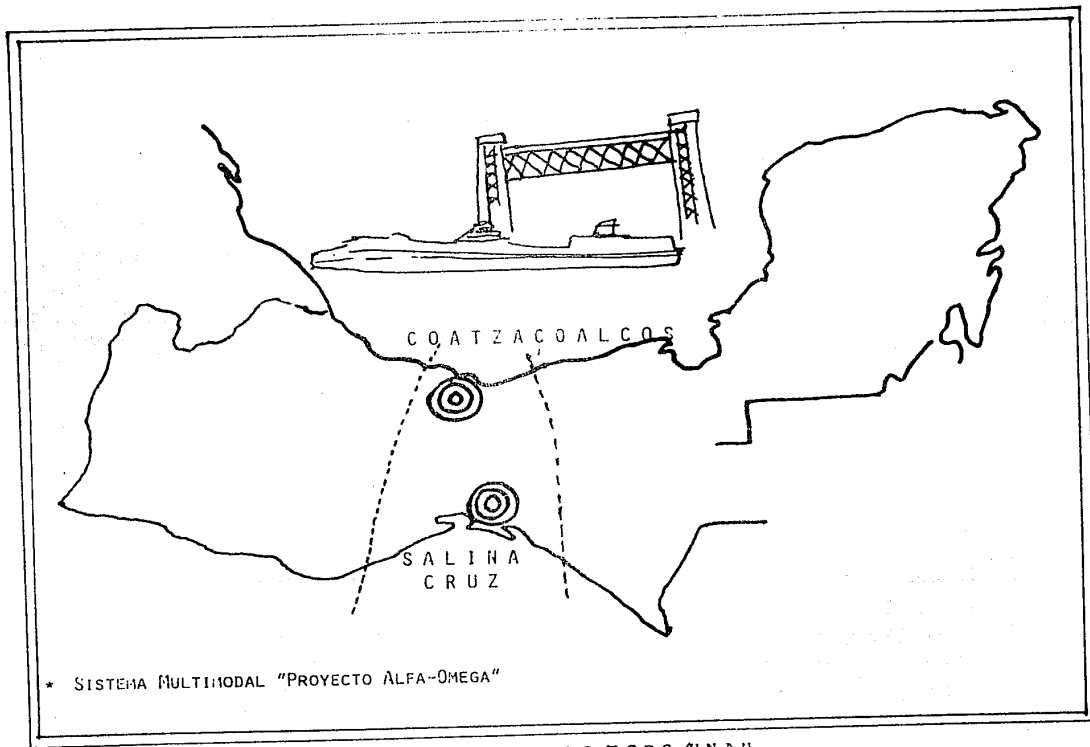 COATZACOALCOS
SALINA
CRUZ
* SISTEMA MULTIMODAL "PROYECTO ALFA-OMEGA"